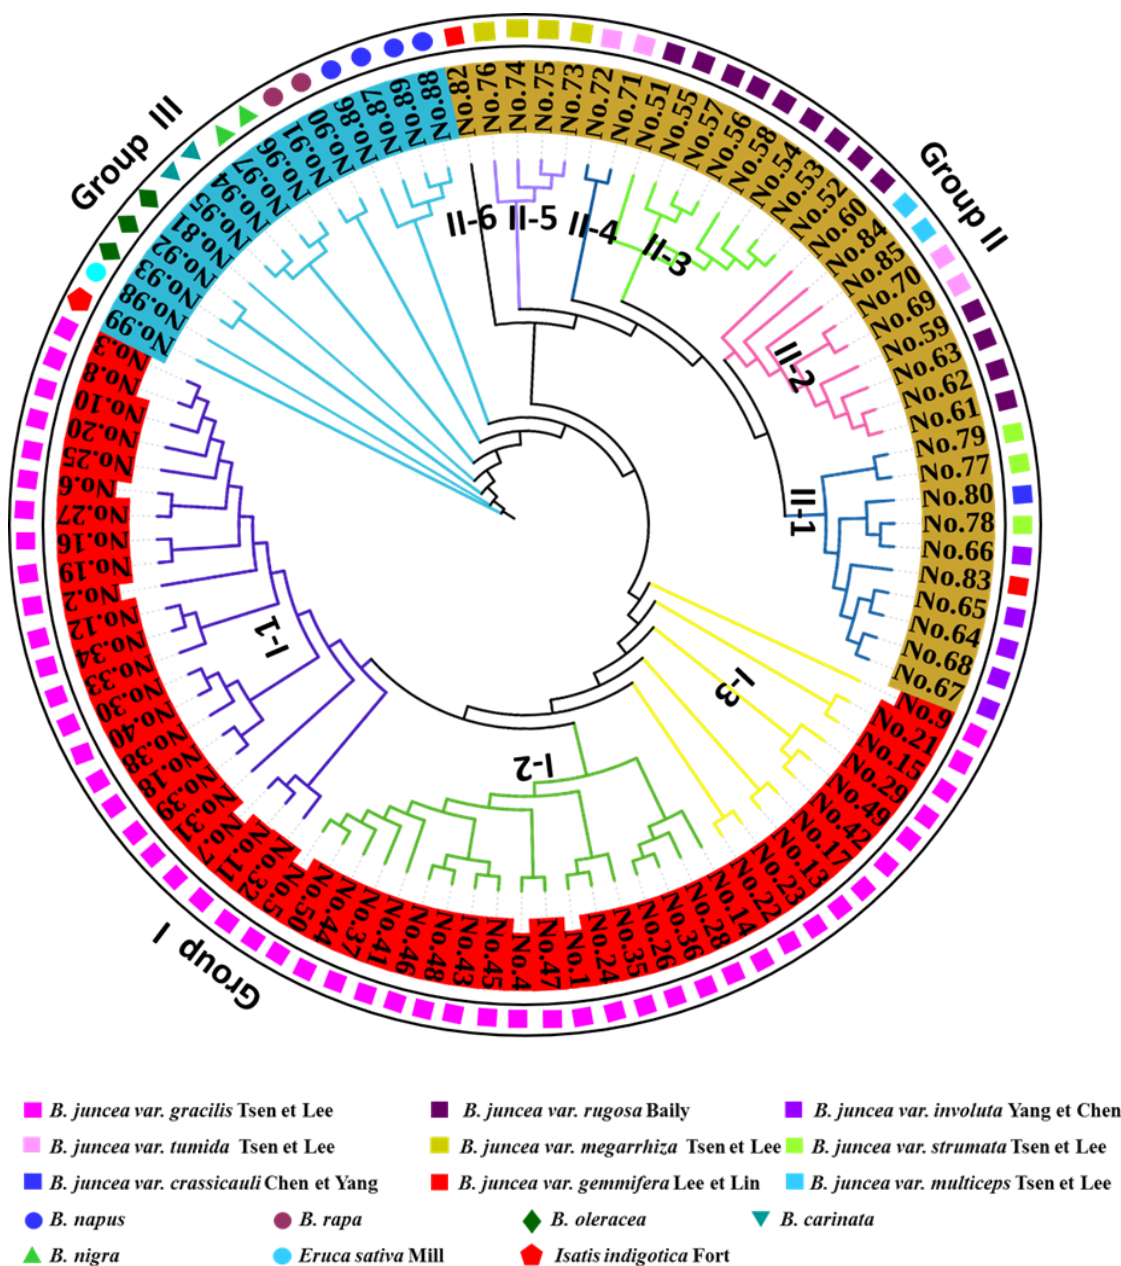 Group III
No.99
No.98
No.93
No.92
No.81
No.95
No.94
No.97
No.96
No.91
No.90
No.86
No.87
No.89
No.88
Group II
No.82
No.76
No.74
No.75
No.73
No.72
No.71
No.51
No.55
No.57
No.56
No.58
No.54
No.53
No.52
No.60
No.84
No.85
No.70
No.69
No.59
No.63
No.62
No.61
No.79
No.77
No.80
No.78
No.66
No.83
No.65
No.64
No.68
No.67
II-6
II-5
II-4
II-3
II-2
II-1
Group I
No.9
No.21
No.15
No.29
No.49
No.42
No.17
No.13
No.23
No.22
No.14
No.28
No.36
No.26
No.35
No.24
No.1
No.47
No.4
No.45
No.43
No.48
No.46
No.41
No.37
No.44
No.50
No.5
No.32
No.11
No.7
No.31
No.39
No.18
No.38
No.40
No.30
No.33
No.34
No.12
No.2
No.19
No.16
No.27
No.6
No.25
No.20
No.10
No.8
No.3
I-3
I-2
I-1
B. juncea var. gracilis Tsen et Lee
B. juncea var. rugosa Baily
B. juncea var. involuta Yang et Chen
B. juncea var. tumida Tsen et Lee
B. juncea var. megarrhiza Tsen et Lee
B. juncea var. strumata Tsen et Lee
B. juncea var. crassicauli Chen et Yang
B. juncea var. gemmifera Lee et Lin
B. juncea var. multiceps Tsen et Lee
B. napus
B. rapa
B. oleracea
B. carinata
B. nigra
Eruca sativa Mill
Isatis indigotica Fort